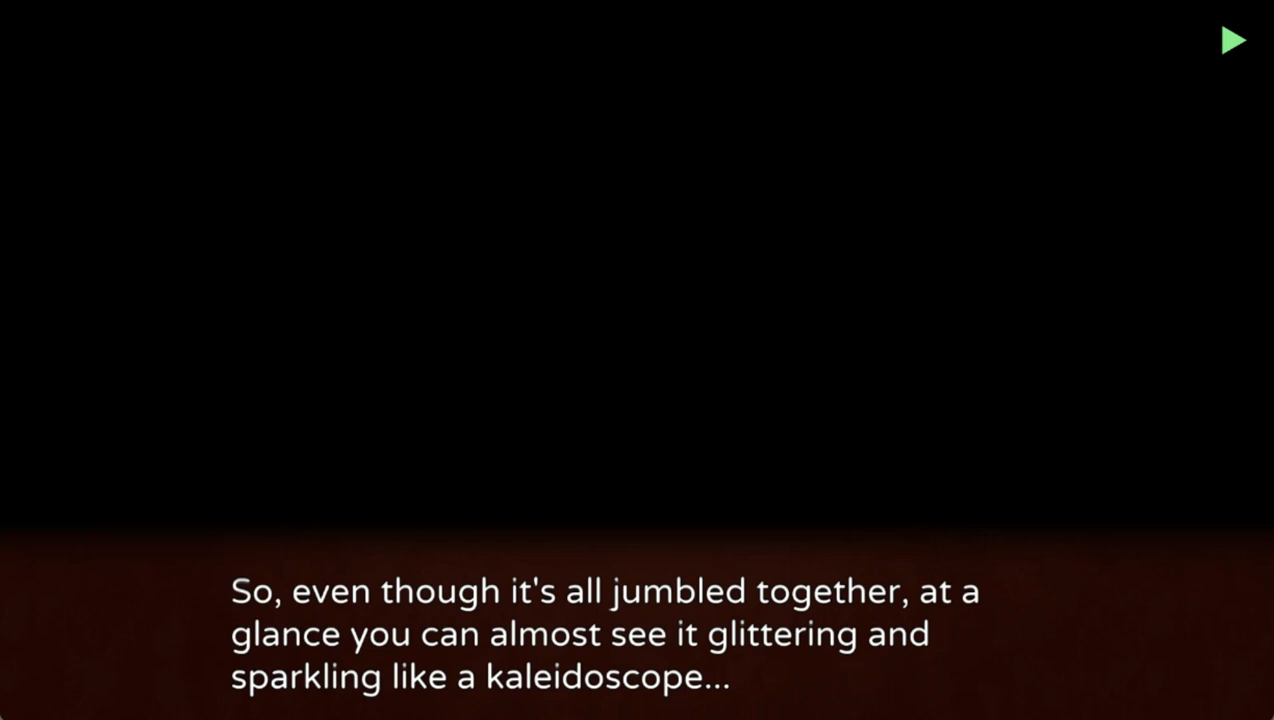 So, even though it's all jumbled together, at a
glance you can almost see it glittering and
sparkling like a kaleidoscope...